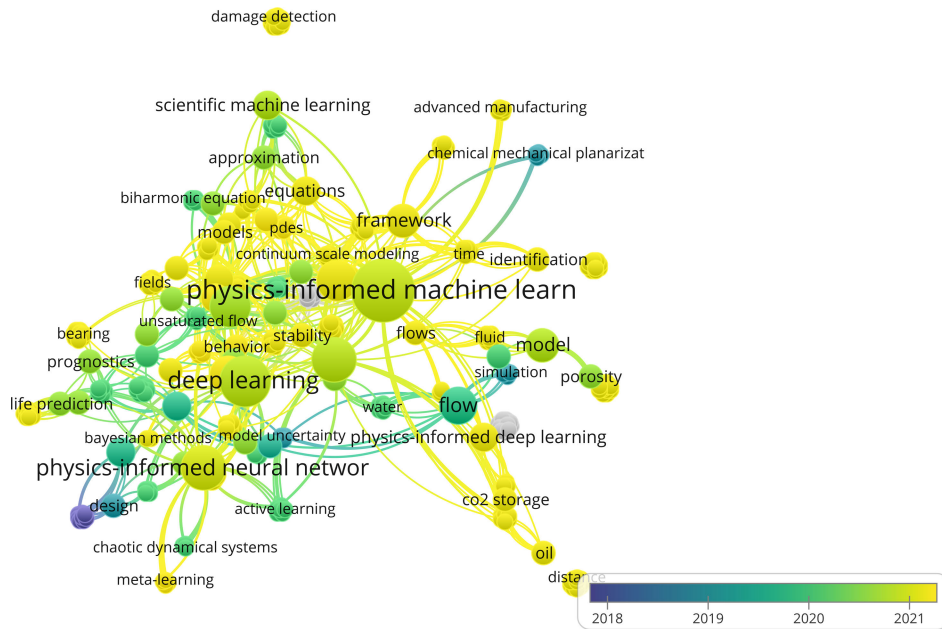 damage detection
scientific machine learning
advanced manufacturing
approximation
chemical mechanical planarizat
biharmonic equation
equations
framework
models
pdes
continuum scale modeling
time
identification
fields
physics-informed machine learn
unsaturated flow
bearing
behavior
stability
flows
fluid
model
prognostics
deep learning
simulation
porosity
life prediction
water
flow
bayesian methods
model uncertainty
physics-informed deep learning
physics-informed neural networ
design
active learning
co2 storage
chaotic dynamical systems
meta-learning
oil
distance
2018
2019
2020
2021